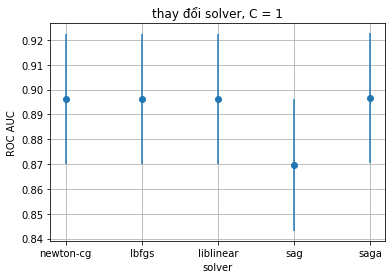 thay đổi solver, C = 1
ROC AUC
0.92
0.91
0.90
0.89
0.88
0.87
0.86
0.85
0.84
newton-cg lbfgs liblinear sag saga
solver